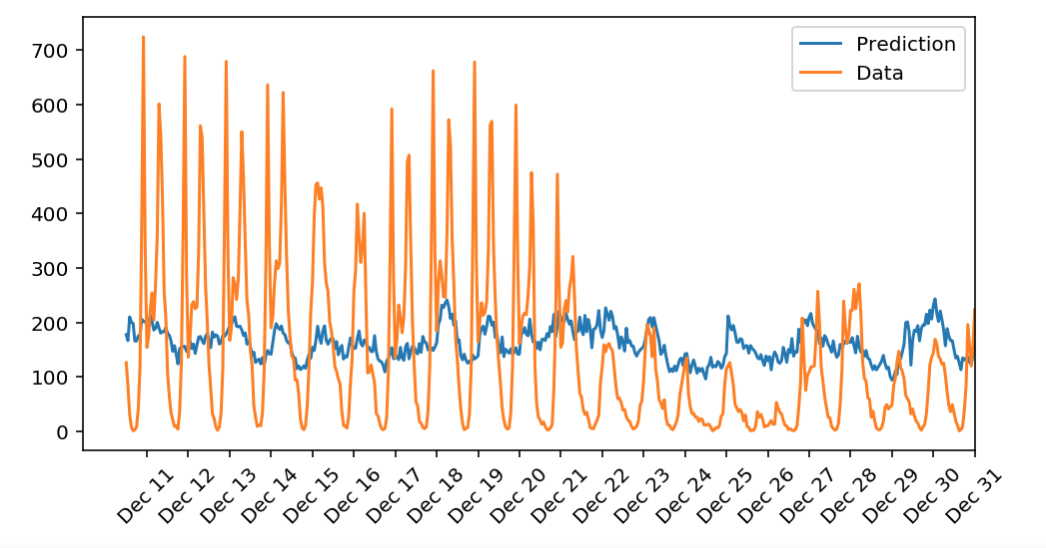 700
600
500
400
300
200
100
0
Prediction
Data
Dec 11
Dec 12
Dec 13
Dec 14
Dec 15
Dec 16
Dec 17
Dec 18
Dec 19
Dec 20
Dec 21
Dec 22
Dec 23
Dec 24
Dec 25
Dec 26
Dec 27
Dec 28
Dec 29
Dec 30
Dec 31